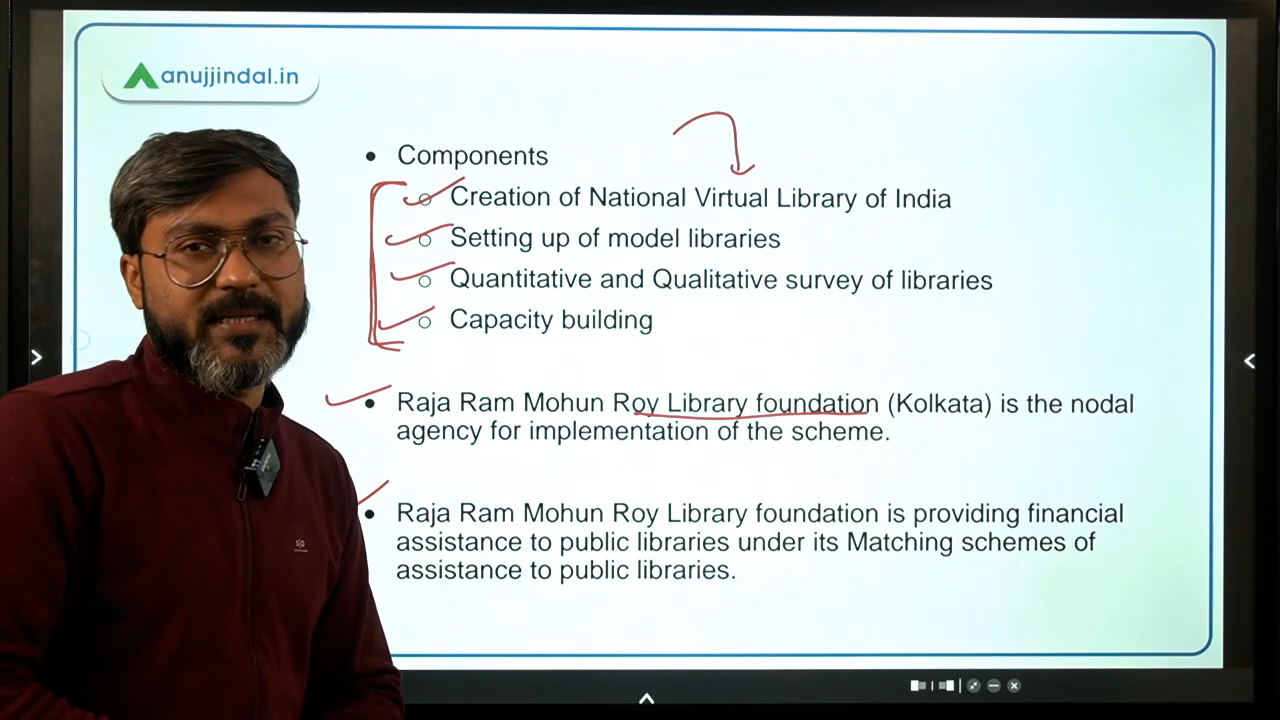 anujjindal.in
• Components
○ Creation of National Virtual Library of India
○ Setting up of model libraries
○ Quantitative and Qualitative survey of libraries
○ Capacity building
• Raja Ram Mohun Roy Library foundation (Kolkata) is the nodal
agency for implementation of the scheme.
• Raja Ram Mohun Roy Library foundation is providing financial
assistance to public libraries under its Matching schemes of
assistance to public libraries.